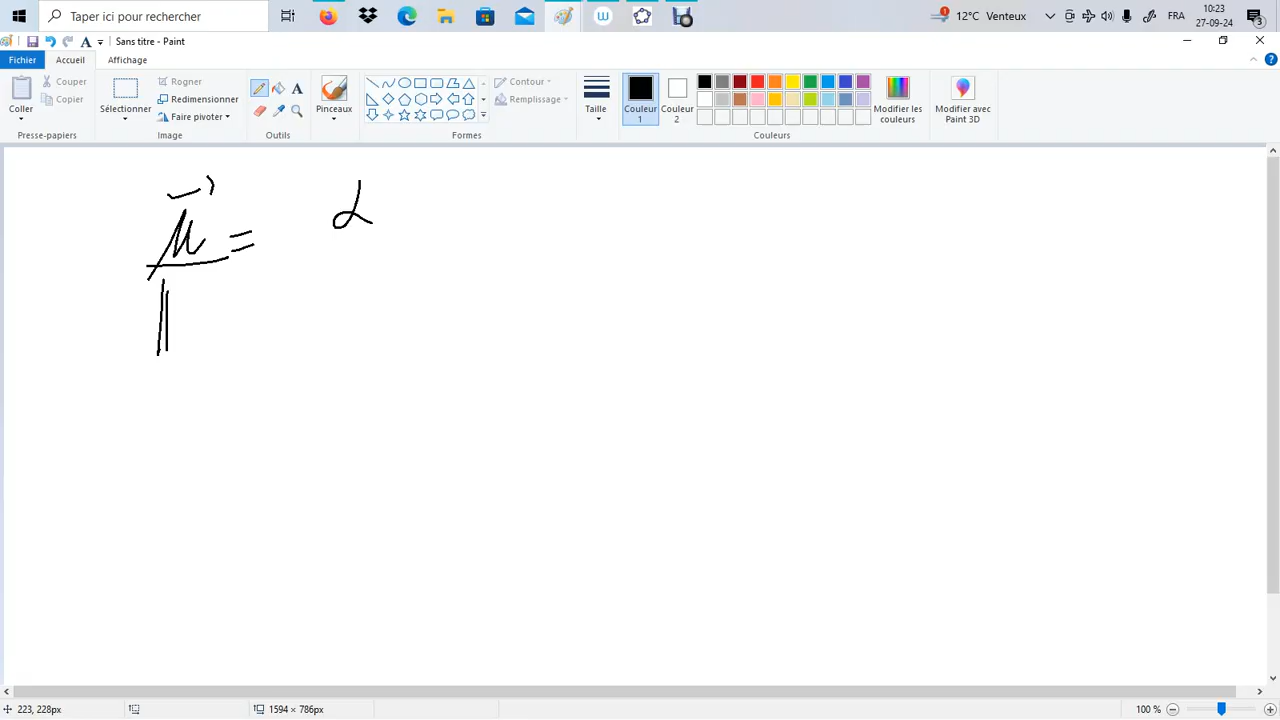 Taper ici pour rechercher
12°C Venteux
FRA
10:23
27-09-24
3
Sans titre - Paint
Fichier
Accueil
Affichage
Coller
Couper
Copier
Presse-papiers
Sélectionner
Rogner
Redimensionner
Faire pivoter
Image
A
Outils
Pinceaux
Contour
Remplissage
Formes
Taille
Couleur
1
Couleur
2
Modifier les
couleurs
Couleurs
Modifier avec
Paint 3D
=
223, 228px
1594 × 786px
100 %